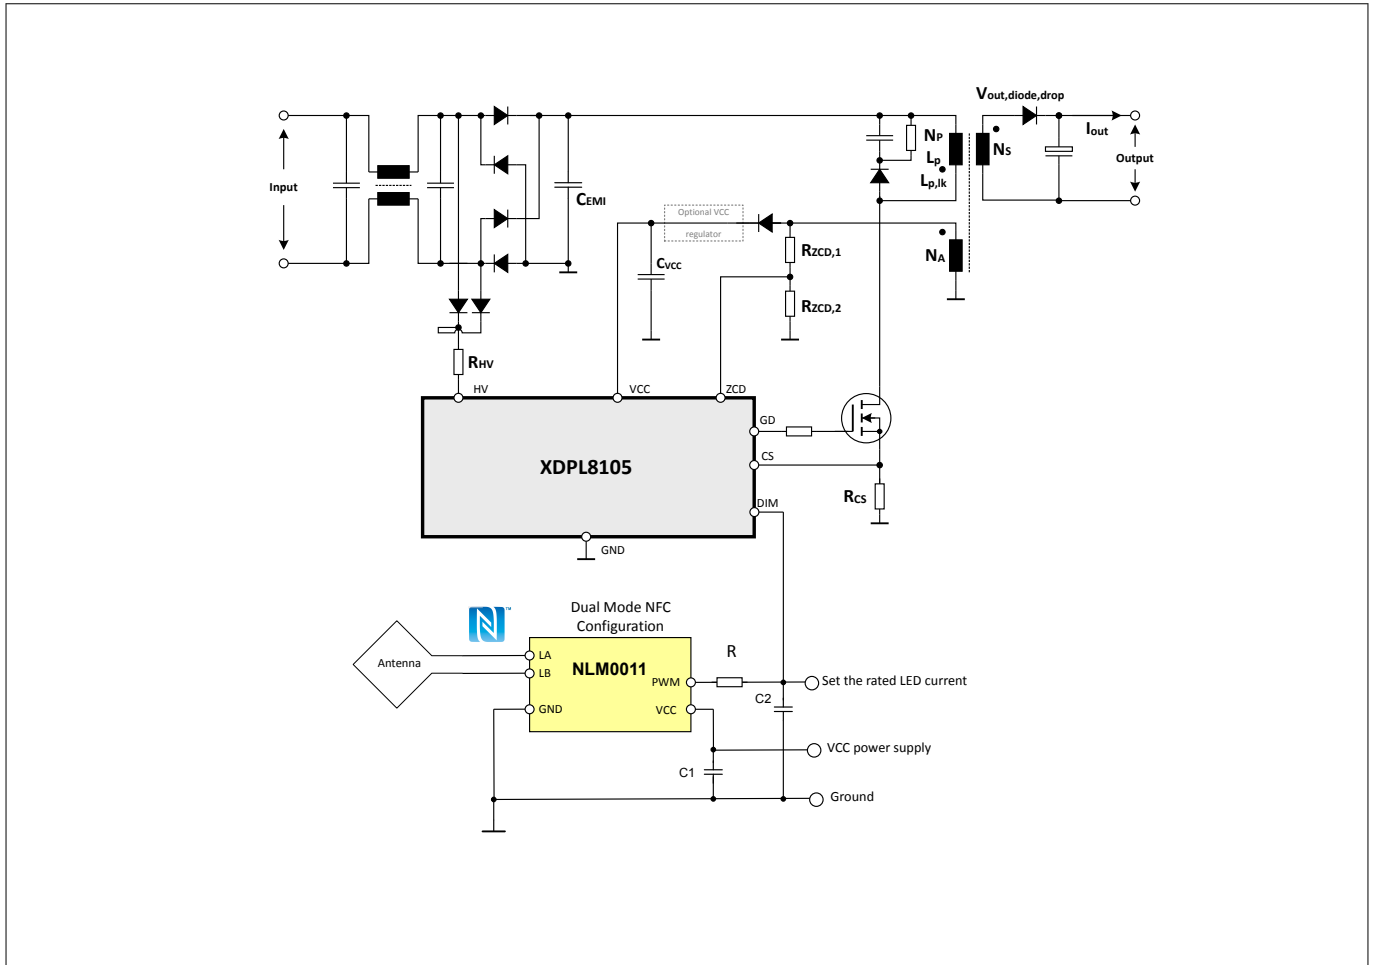 Vout,diode,drop
Iout
NP
Lp
Lp,lk
NS
Output
Input
CEMI
Optional VCC
regulator
CVCC
RZCD,1
NA
RZCD,2
RHV
HV
VCC
ZCD
GD
XDPL8105
CS
RCS
DIM
GND
Dual Mode NFC
Configuration
™
Antenna
LA
LB
NLM0011
PWM
R
Set the rated LED current
C2
GND
VCC
VCC power supply
C1
Ground